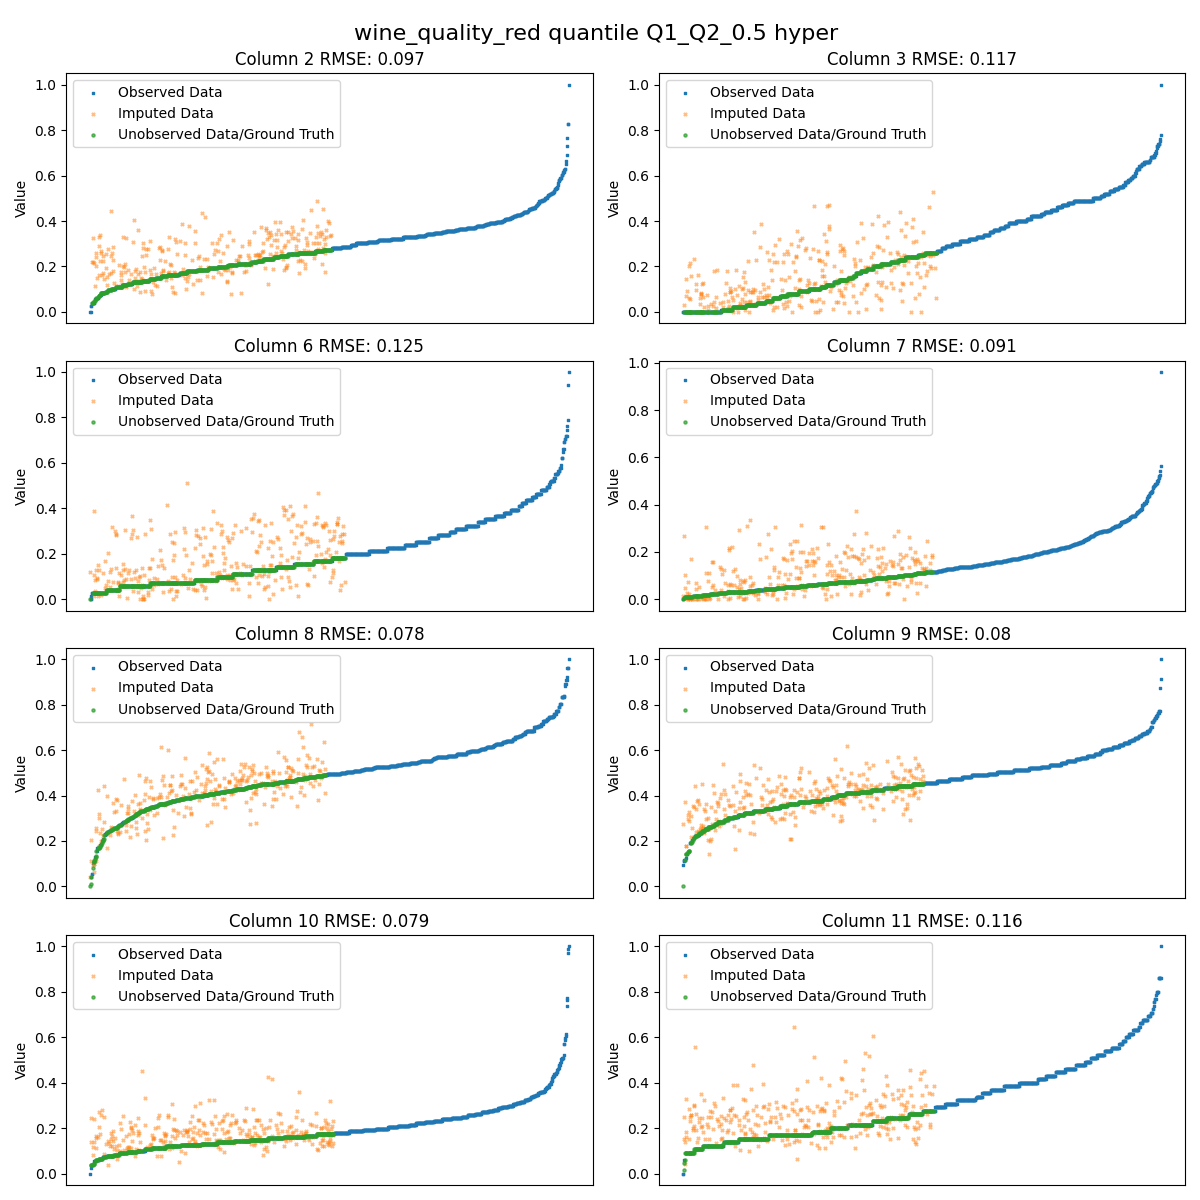 wine_quality_red quantile Q1_Q2_0.5 hyper
Column 2 RMSE: 0.097
1.0
0.8
0.6
0.4
0.2
0.0
Value
Observed Data
Imputed Data
Unobserved Data/Ground Truth
Column 3 RMSE: 0.117
1.0
0.8
0.6
0.4
0.2
0.0
Value
Observed Data
Imputed Data
Unobserved Data/Ground Truth
Column 6 RMSE: 0.125
1.0
0.8
0.6
0.4
0.2
0.0
Value
Observed Data
Imputed Data
Unobserved Data/Ground Truth
Column 7 RMSE: 0.091
1.0
0.8
0.6
0.4
0.2
0.0
Value
Observed Data
Imputed Data
Unobserved Data/Ground Truth
Column 8 RMSE: 0.078
1.0
0.8
0.6
0.4
0.2
0.0
Value
Observed Data
Imputed Data
Unobserved Data/Ground Truth
Column 9 RMSE: 0.08
1.0
0.8
0.6
0.4
0.2
0.0
Value
Observed Data
Imputed Data
Unobserved Data/Ground Truth
Column 10 RMSE: 0.079
1.0
0.8
0.6
0.4
0.2
0.0
Value
Observed Data
Imputed Data
Unobserved Data/Ground Truth
Column 11 RMSE: 0.116
1.0
0.8
0.6
0.4
0.2
0.0
Value
Observed Data
Imputed Data
Unobserved Data/Ground Truth